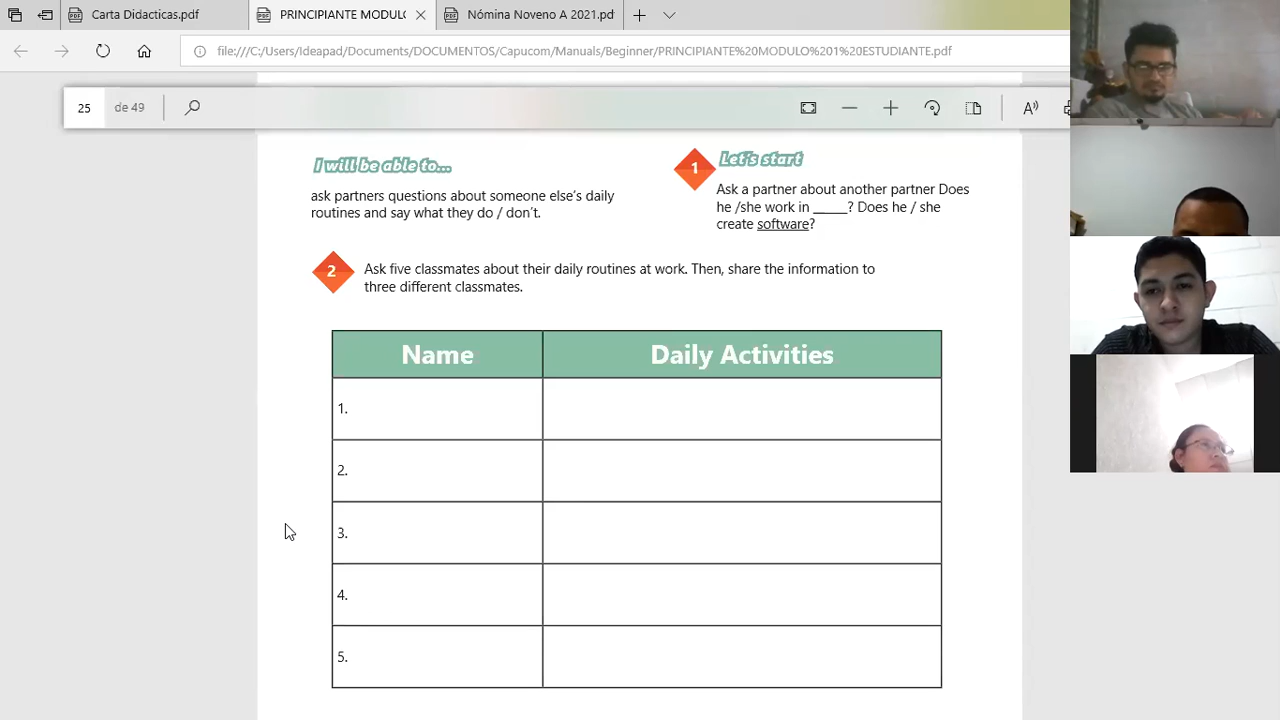 Carta Didacticas.pdf
PRINCIPIANTE MODULO
Nómina Noveno A 2021.pd
file:///C:/Users/Ideapad/Documents/DOCUMENTOS/Capucom/Manuals/Beginner/PRINCIPIANTE%20MODULO%201%20ESTUDIANTE.pdf
25 de 49
I will be able to...
ask partners questions about someone else's daily
routines and say what they do / don't.
1
Let's start
Ask a partner about another partner Does
he /she work in _____? Does he / she
create software?
2
Ask five classmates about their daily routines at work. Then, share the information to
three different classmates.
Name
Daily Activities
1.
2.
3.
4.
5.